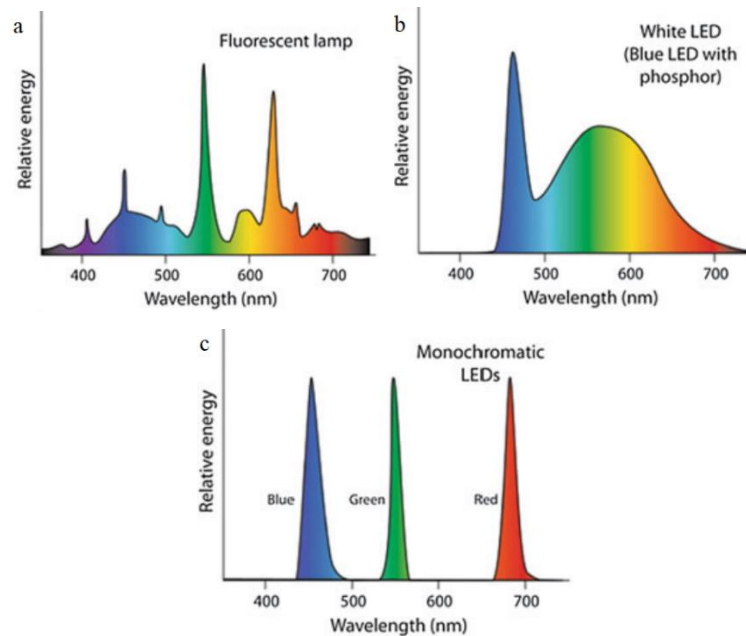 a
Fluorescent lamp
Relative energy
400 500 600 700
Wavelength (nm)
b
White LED
(Blue LED with
phosphor)
Relative energy
400 500 600 700
Wavelength (nm)
c
Monochromatic
LEDs
Relative energy
Blue
Green
Red
400 500 600 700
Wavelength (nm)